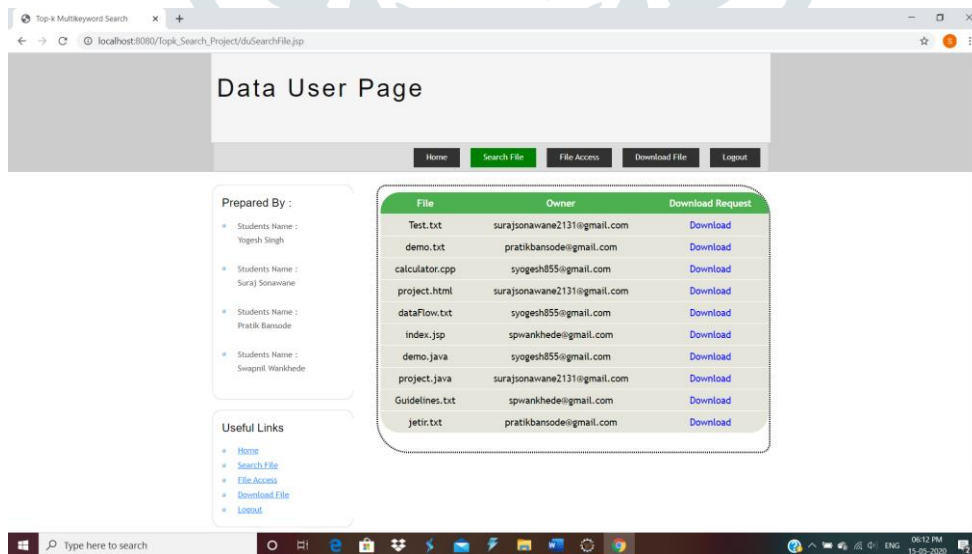 Top-k Multikeyword Search
localhost:8080/Topk_Search_Project/duSearchFile.jsp
S
Data User Page
Home Search File File Access Download File Logout
Prepared By :
Students Name :
Yogesh Singh
Students Name :
Suraj Sonawane
Students Name :
Pratik Bansode
Students Name :
Swapnil Wankhede
Useful Links
Home
Search File
File Access
Download File
Logout
File Owner Download Request
Test.txt surajsonawane2131@gmail.com Download
demo.txt pratikbansode@gmail.com Download
calculator.cpp syogesh855@gmail.com Download
project.html surajsonawane2131@gmail.com Download
dataFlow.txt syogesh855@gmail.com Download
index.jsp spwankhede@gmail.com Download
demo.java syogesh855@gmail.com Download
project.java surajsonawane2131@gmail.com Download
Guidelines.txt spwankhede@gmail.com Download
jetir.txt pratikbansode@gmail.com Download
Type here to search
ENG
06:12 PM
15-05-2020